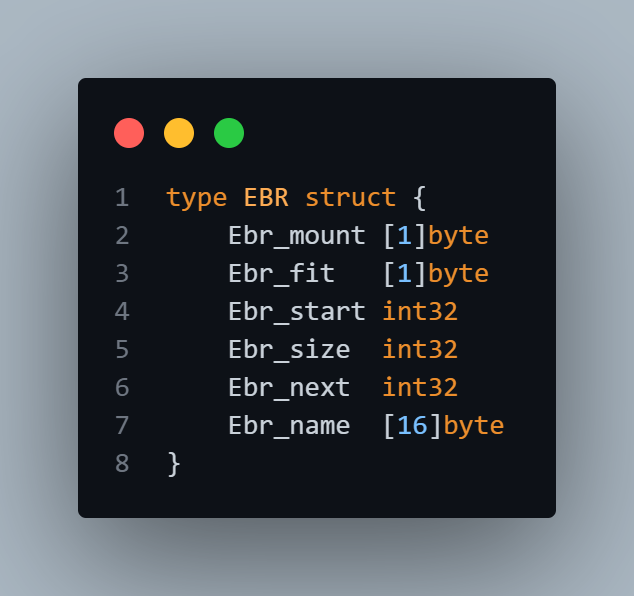 1 type EBR struct {
2     Ebr_mount [1]byte
3     Ebr_fit   [1]byte
4     Ebr_start int32
5     Ebr_size  int32
6     Ebr_next  int32
7     Ebr_name  [16]byte
8 }